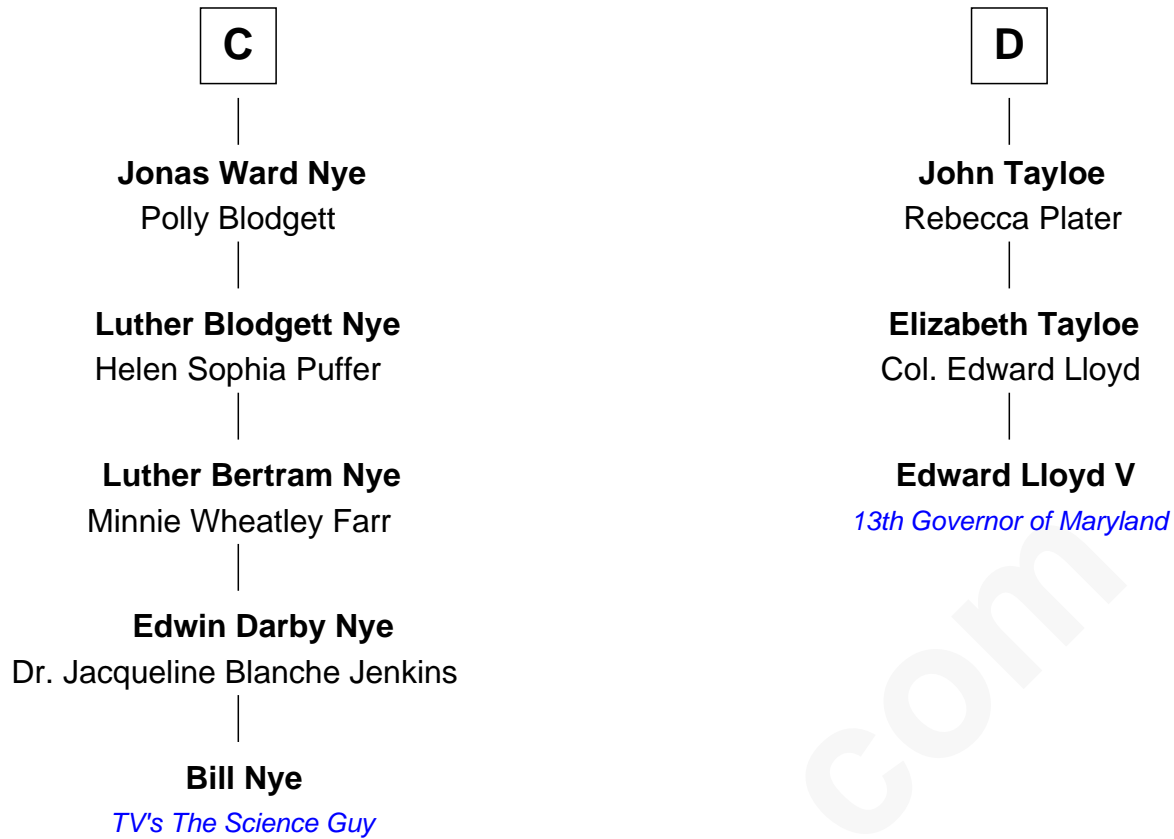 C
Jonas Ward Nye
Polly Blodgett
Luther Blodgett Nye
Helen Sophia Puffer
Luther Bertram Nye
Minnie Wheatley Farr
Edwin Darby Nye
Dr. Jacqueline Blanche Jenkins
Bill Nye
TV's The Science Guy
D
John Tayloe
Rebecca Plater
Elizabeth Tayloe
Col. Edward Lloyd
Edward Lloyd V
13th Governor of Maryland
com